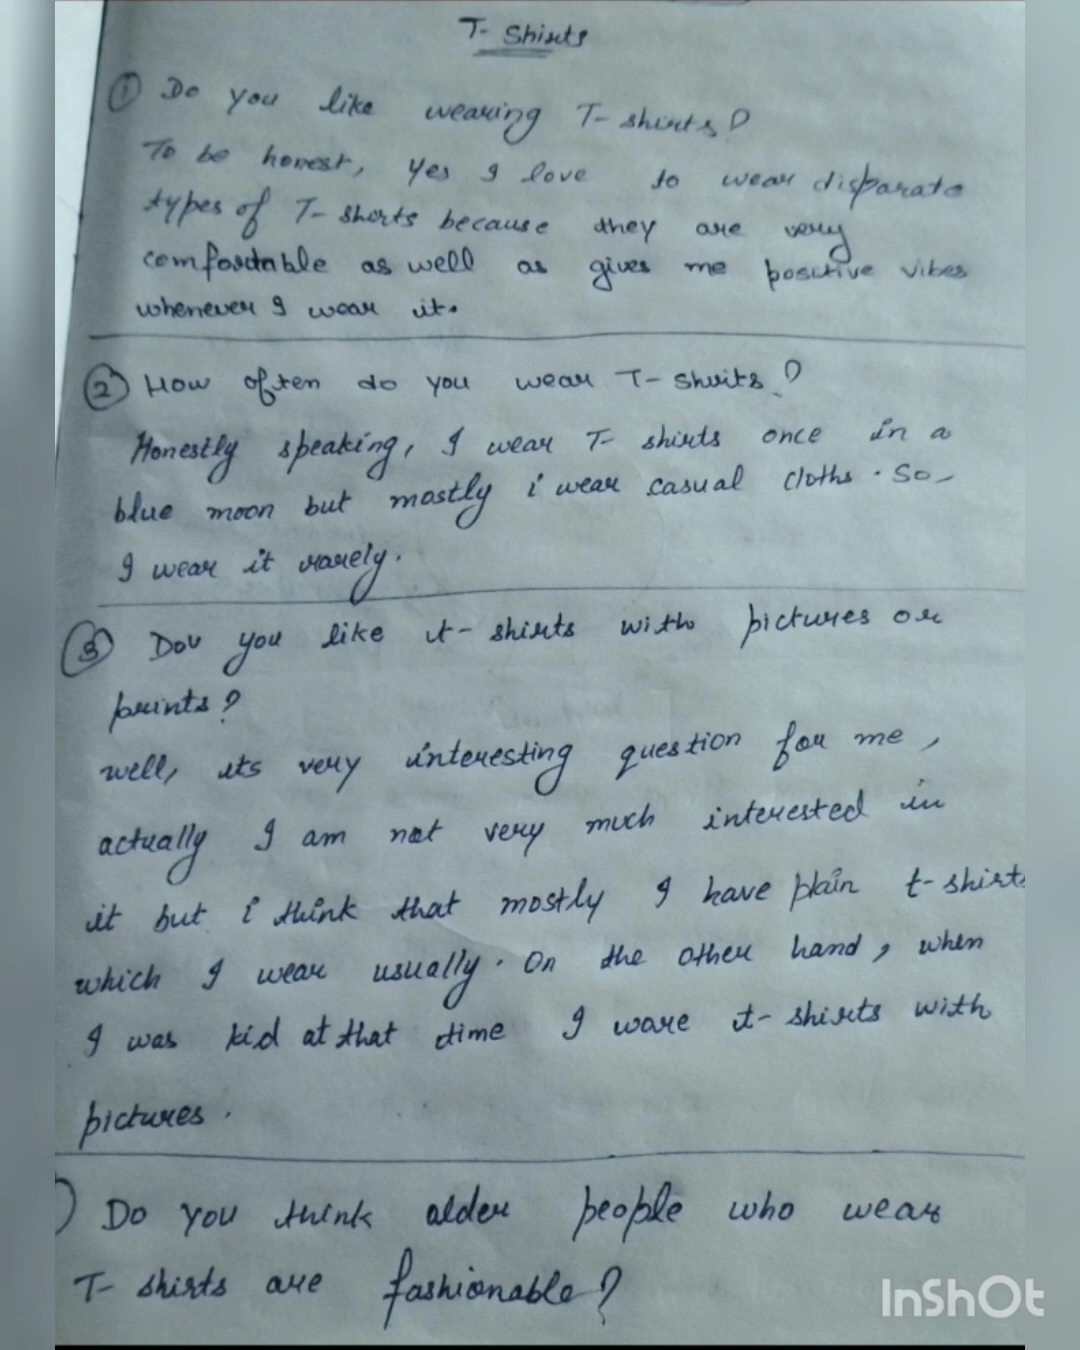 T- Shirts
① Do you like wearing T- shirts?
To be honest, yes I love to wear disparate
types of T- shirts because they are very
comfortable as well as gives me positive vibes
whenever I wear it.
② How often do you wear T- shirts?
Honestly speaking, I wear T- shirts once in a
blue moon but mostly i wear casual cloths. So-
I wear it rarely.
③ Dou you like t- shirts with pictures or
prints?
well, its very interesting question for me,
actually I am not very much interested in
it but i think that mostly I have plain t- shirts
which I wear usually. On the other hand, when
I was kid at that time I ware t- shirts with
pictures.
Do you think older people who wear
T- shirts are fashionable?
InShOt